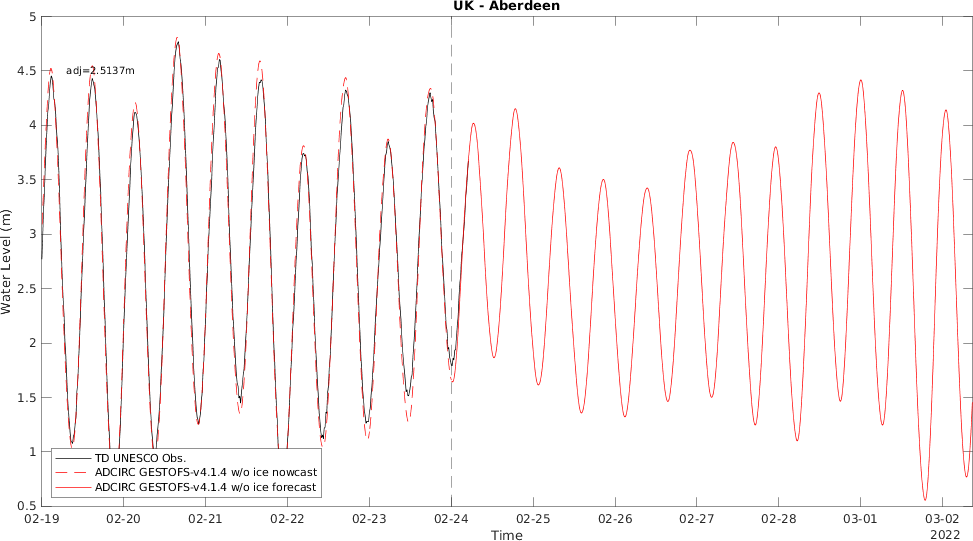 UK - Aberdeen
5
4.5
4
3.5
3
2.5
2
1.5
1
0.5
Water Level (m)
adj=2.5137m
TD UNESCO Obs.
ADCIRC GESTOFS-v4.1.4 w/o ice nowcast
ADCIRC GESTOFS-v4.1.4 w/o ice forecast
02-19 02-20 02-21 02-22 02-23 02-24 02-25 02-26 02-27 02-28 03-01 03-02
2022
Time